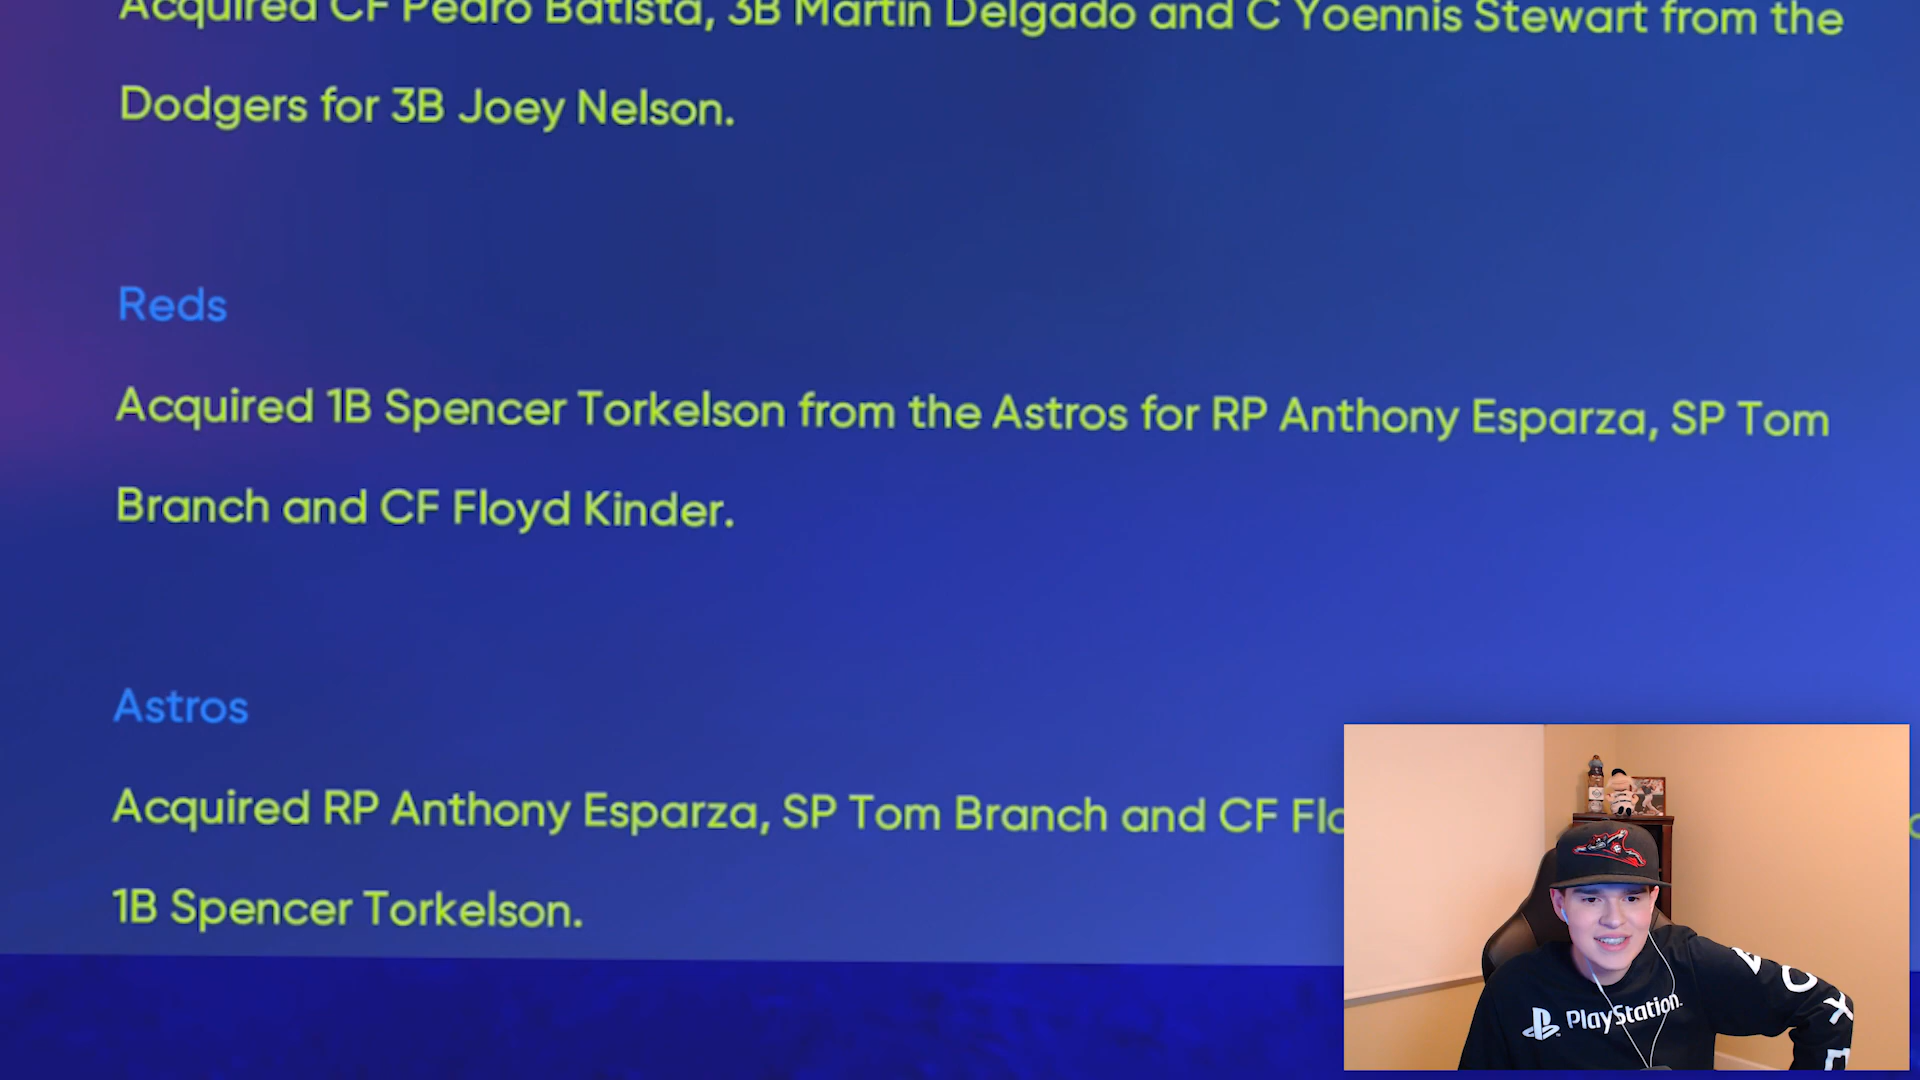 Acquired CF Pedro Batista, 3B Martin Delgado and C Yoennis Stewart from the
Dodgers for 3B Joey Nelson.
Reds
Acquired 1B Spencer Torkelson from the Astros for RP Anthony Esparza, SP Tom
Branch and CF Floyd Kinder.
Astros
Acquired RP Anthony Esparza, SP Tom Branch and CF Flo
1B Spencer Torkelson.
PlayStation